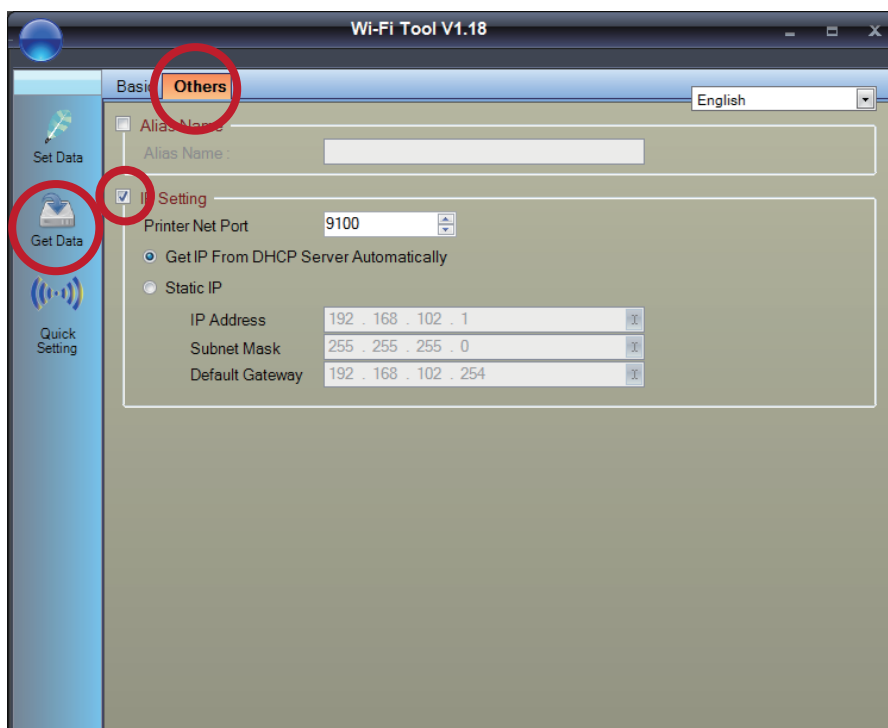 Wi-Fi Tool V1.18
Basic Others
English
Alias Name
Alias Name :
Set Data
IP Setting
Printer Net Port 9100
Get Data
Get IP From DHCP Server Automatically
Static IP
IP Address 192 . 168 . 102 . 1
Quick
Setting
Subnet Mask 255 . 255 . 255 . 0
Default Gateway 192 . 168 . 102 . 254